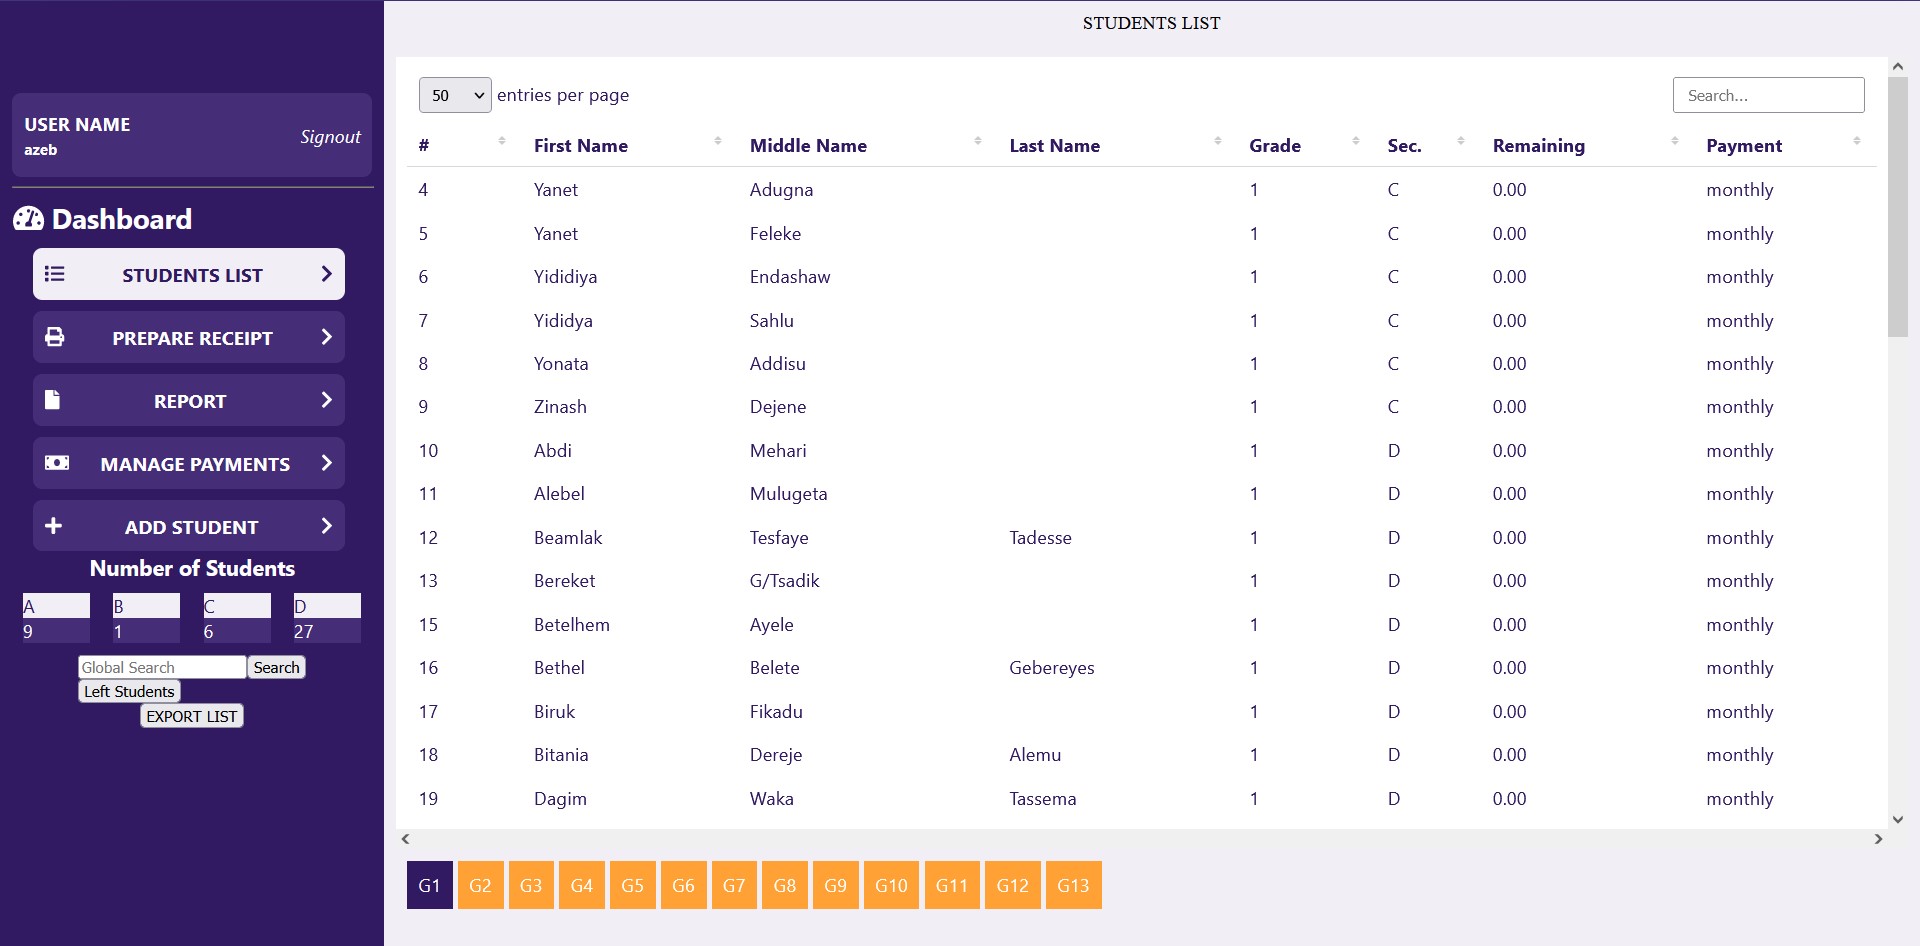 USER NAME
azeb
Signout
Dashboard
STUDENTS LIST
PREPARE RECEIPT
REPORT
MANAGE PAYMENTS
ADD STUDENT
Number of Students
A B C D
9 1 6 27
Global Search Search
Left Students
EXPORT LIST
STUDENTS LIST
50 entries per page Search...
# First Name Middle Name Last Name Grade Sec. Remaining Payment
4 Yanet Adugna 1 C 0.00 monthly
5 Yanet Feleke 1 C 0.00 monthly
6 Yididiya Endashaw 1 C 0.00 monthly
7 Yididya Sahlu 1 C 0.00 monthly
8 Yonata Addisu 1 C 0.00 monthly
9 Zinash Dejene 1 C 0.00 monthly
10 Abdi Mehari 1 D 0.00 monthly
11 Alebel Mulugeta 1 D 0.00 monthly
12 Beamlak Tesfaye Tadesse 1 D 0.00 monthly
13 Bereket G/Tsadik 1 D 0.00 monthly
15 Betelhem Ayele 1 D 0.00 monthly
16 Bethel Belete Gebereyes 1 D 0.00 monthly
17 Biruk Fikadu 1 D 0.00 monthly
18 Bitania Dereje Alemu 1 D 0.00 monthly
19 Dagim Waka Tassema 1 D 0.00 monthly
G1 G2 G3 G4 G5 G6 G7 G8 G9 G10 G11 G12 G13